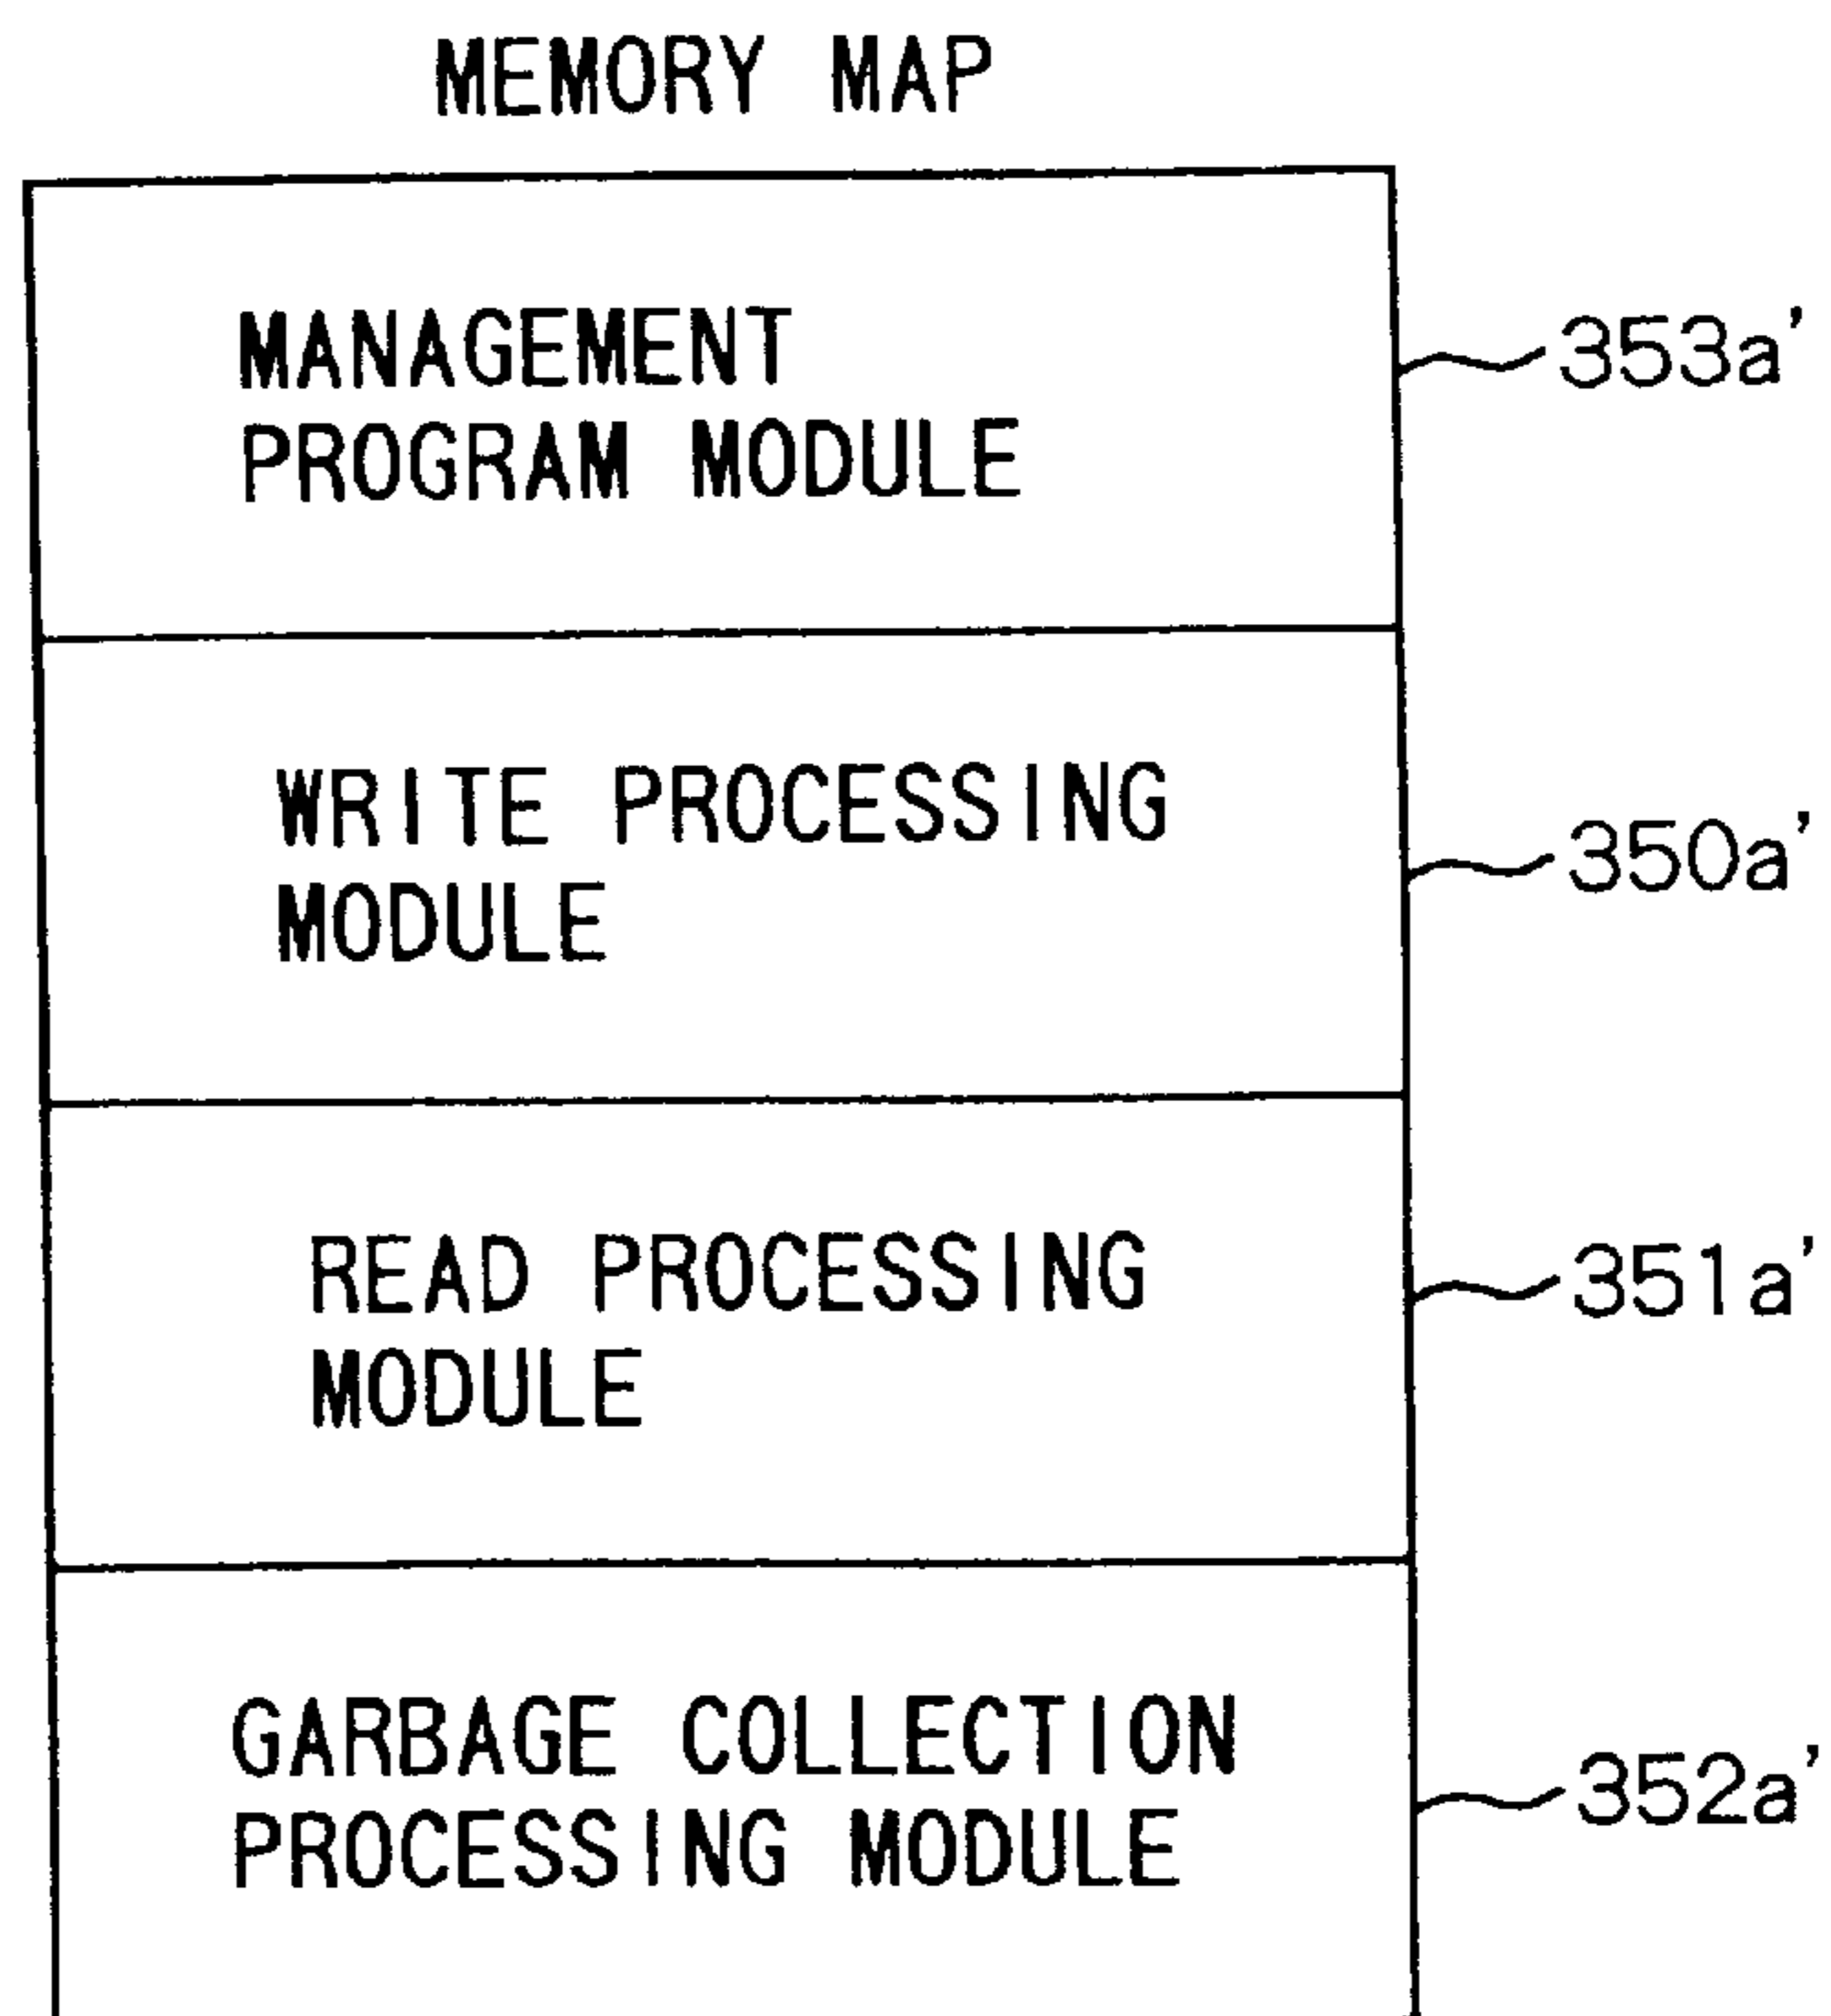 MEMORY MAP
MANAGEMENT
PROGRAM MODULE
353a'
WRITE PROCESSING
MODULE
350a'
READ PROCESSING
MODULE
351a'
GARBAGE COLLECTION
PROCESSING MODULE
352a'